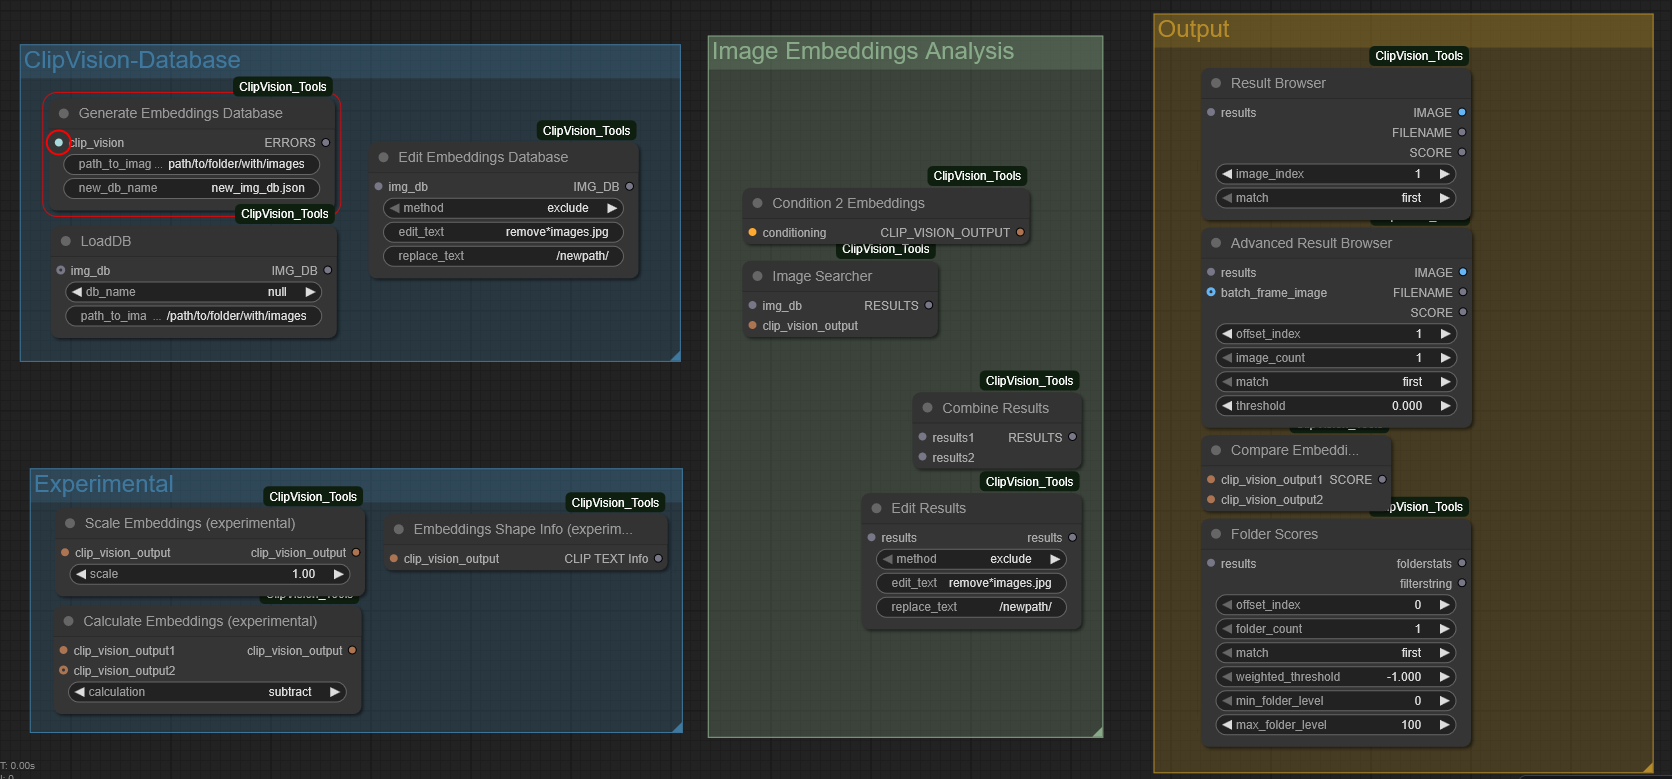 ClipVision-Database
ClipVision_Tools
Generate Embeddings Database
clip_vision ERRORS
path_to_imag ... path/to/folder/with/images
new_db_name new_img_db.json
ClipVision_Tools
LoadDB
img_db IMG_DB
db_name null
path_to_ima ... /path/to/folder/with/images
ClipVision_Tools
Edit Embeddings Database
img_db IMG_DB
method exclude
edit_text remove*images.jpg
replace_text /newpath/
Experimental
ClipVision_Tools
Scale Embeddings (experimental)
clip_vision_output clip_vision_output
scale 1.00
ClipVision_Tools
Calculate Embeddings (experimental)
clip_vision_output1 clip_vision_output
clip_vision_output2
calculation subtract
ClipVision_Tools
Embeddings Shape Info (experim...
clip_vision_output CLIP TEXT Info
Image Embeddings Analysis
ClipVision_Tools
Condition 2 Embeddings
conditioning CLIP_VISION_OUTPUT
ClipVision_Tools
Image Searcher
img_db RESULTS
clip_vision_output
ClipVision_Tools
Combine Results
results1 RESULTS
results2
ClipVision_Tools
Edit Results
results results
method exclude
edit_text remove*images.jpg
replace_text /newpath/
Output
ClipVision_Tools
Result Browser
results IMAGE
FILENAME
SCORE
image_index 1
match first
Advanced Result Browser
results IMAGE
batch_frame_image FILENAME
SCORE
offset_index 1
image_count 1
match first
threshold 0.000
Compare Embeddi...
clip_vision_output1 SCORE
clip_vision_output2
ipVision_Tools
Folder Scores
results folderstats
filterstring
offset_index 0
folder_count 1
match first
weighted_threshold -1.000
min_folder_level 0
max_folder_level 100
T: 0.00s